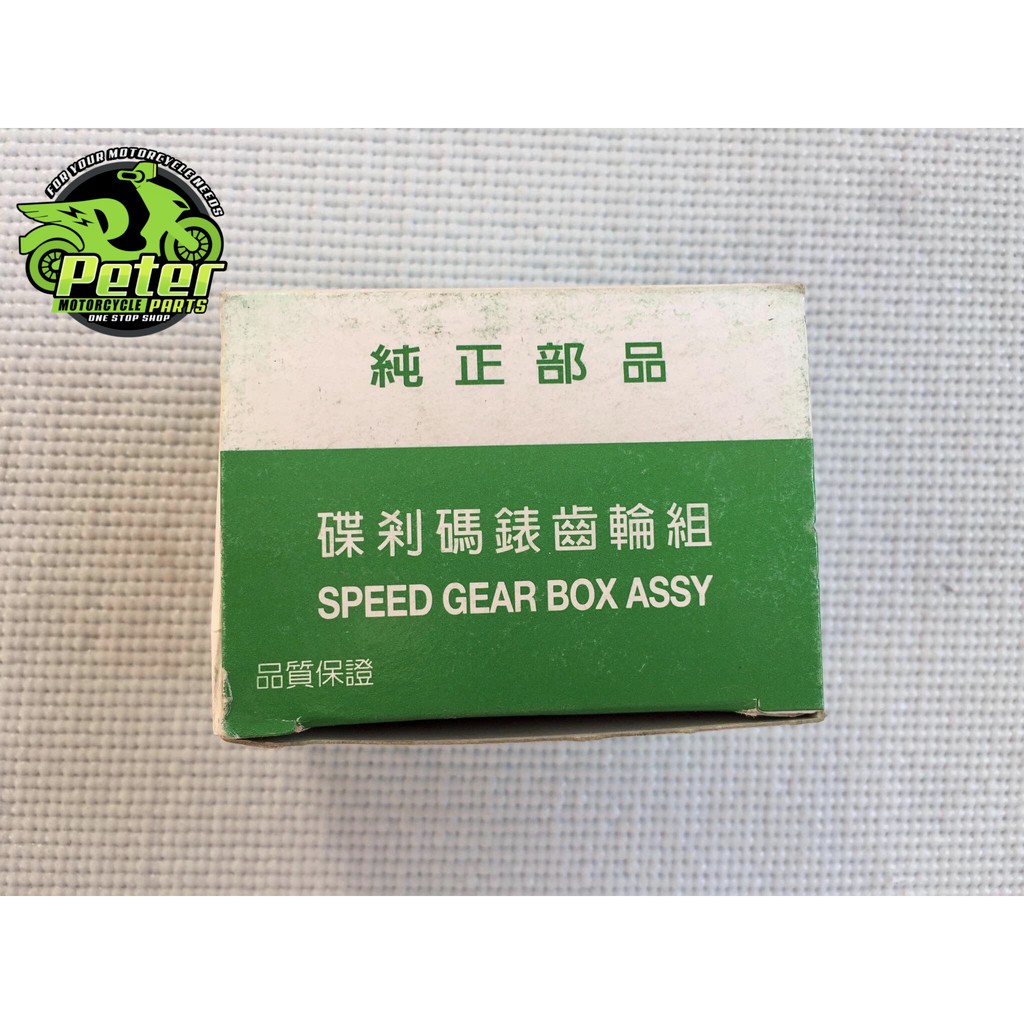 FOR YOUR MOTORCYCLE NEEDS
Peter
MOTORCYCLE PARTS
ONE STOP SHOP
純正部品
碟剎碼錶齒輪組
SPEED GEAR BOX ASSY
品質保證